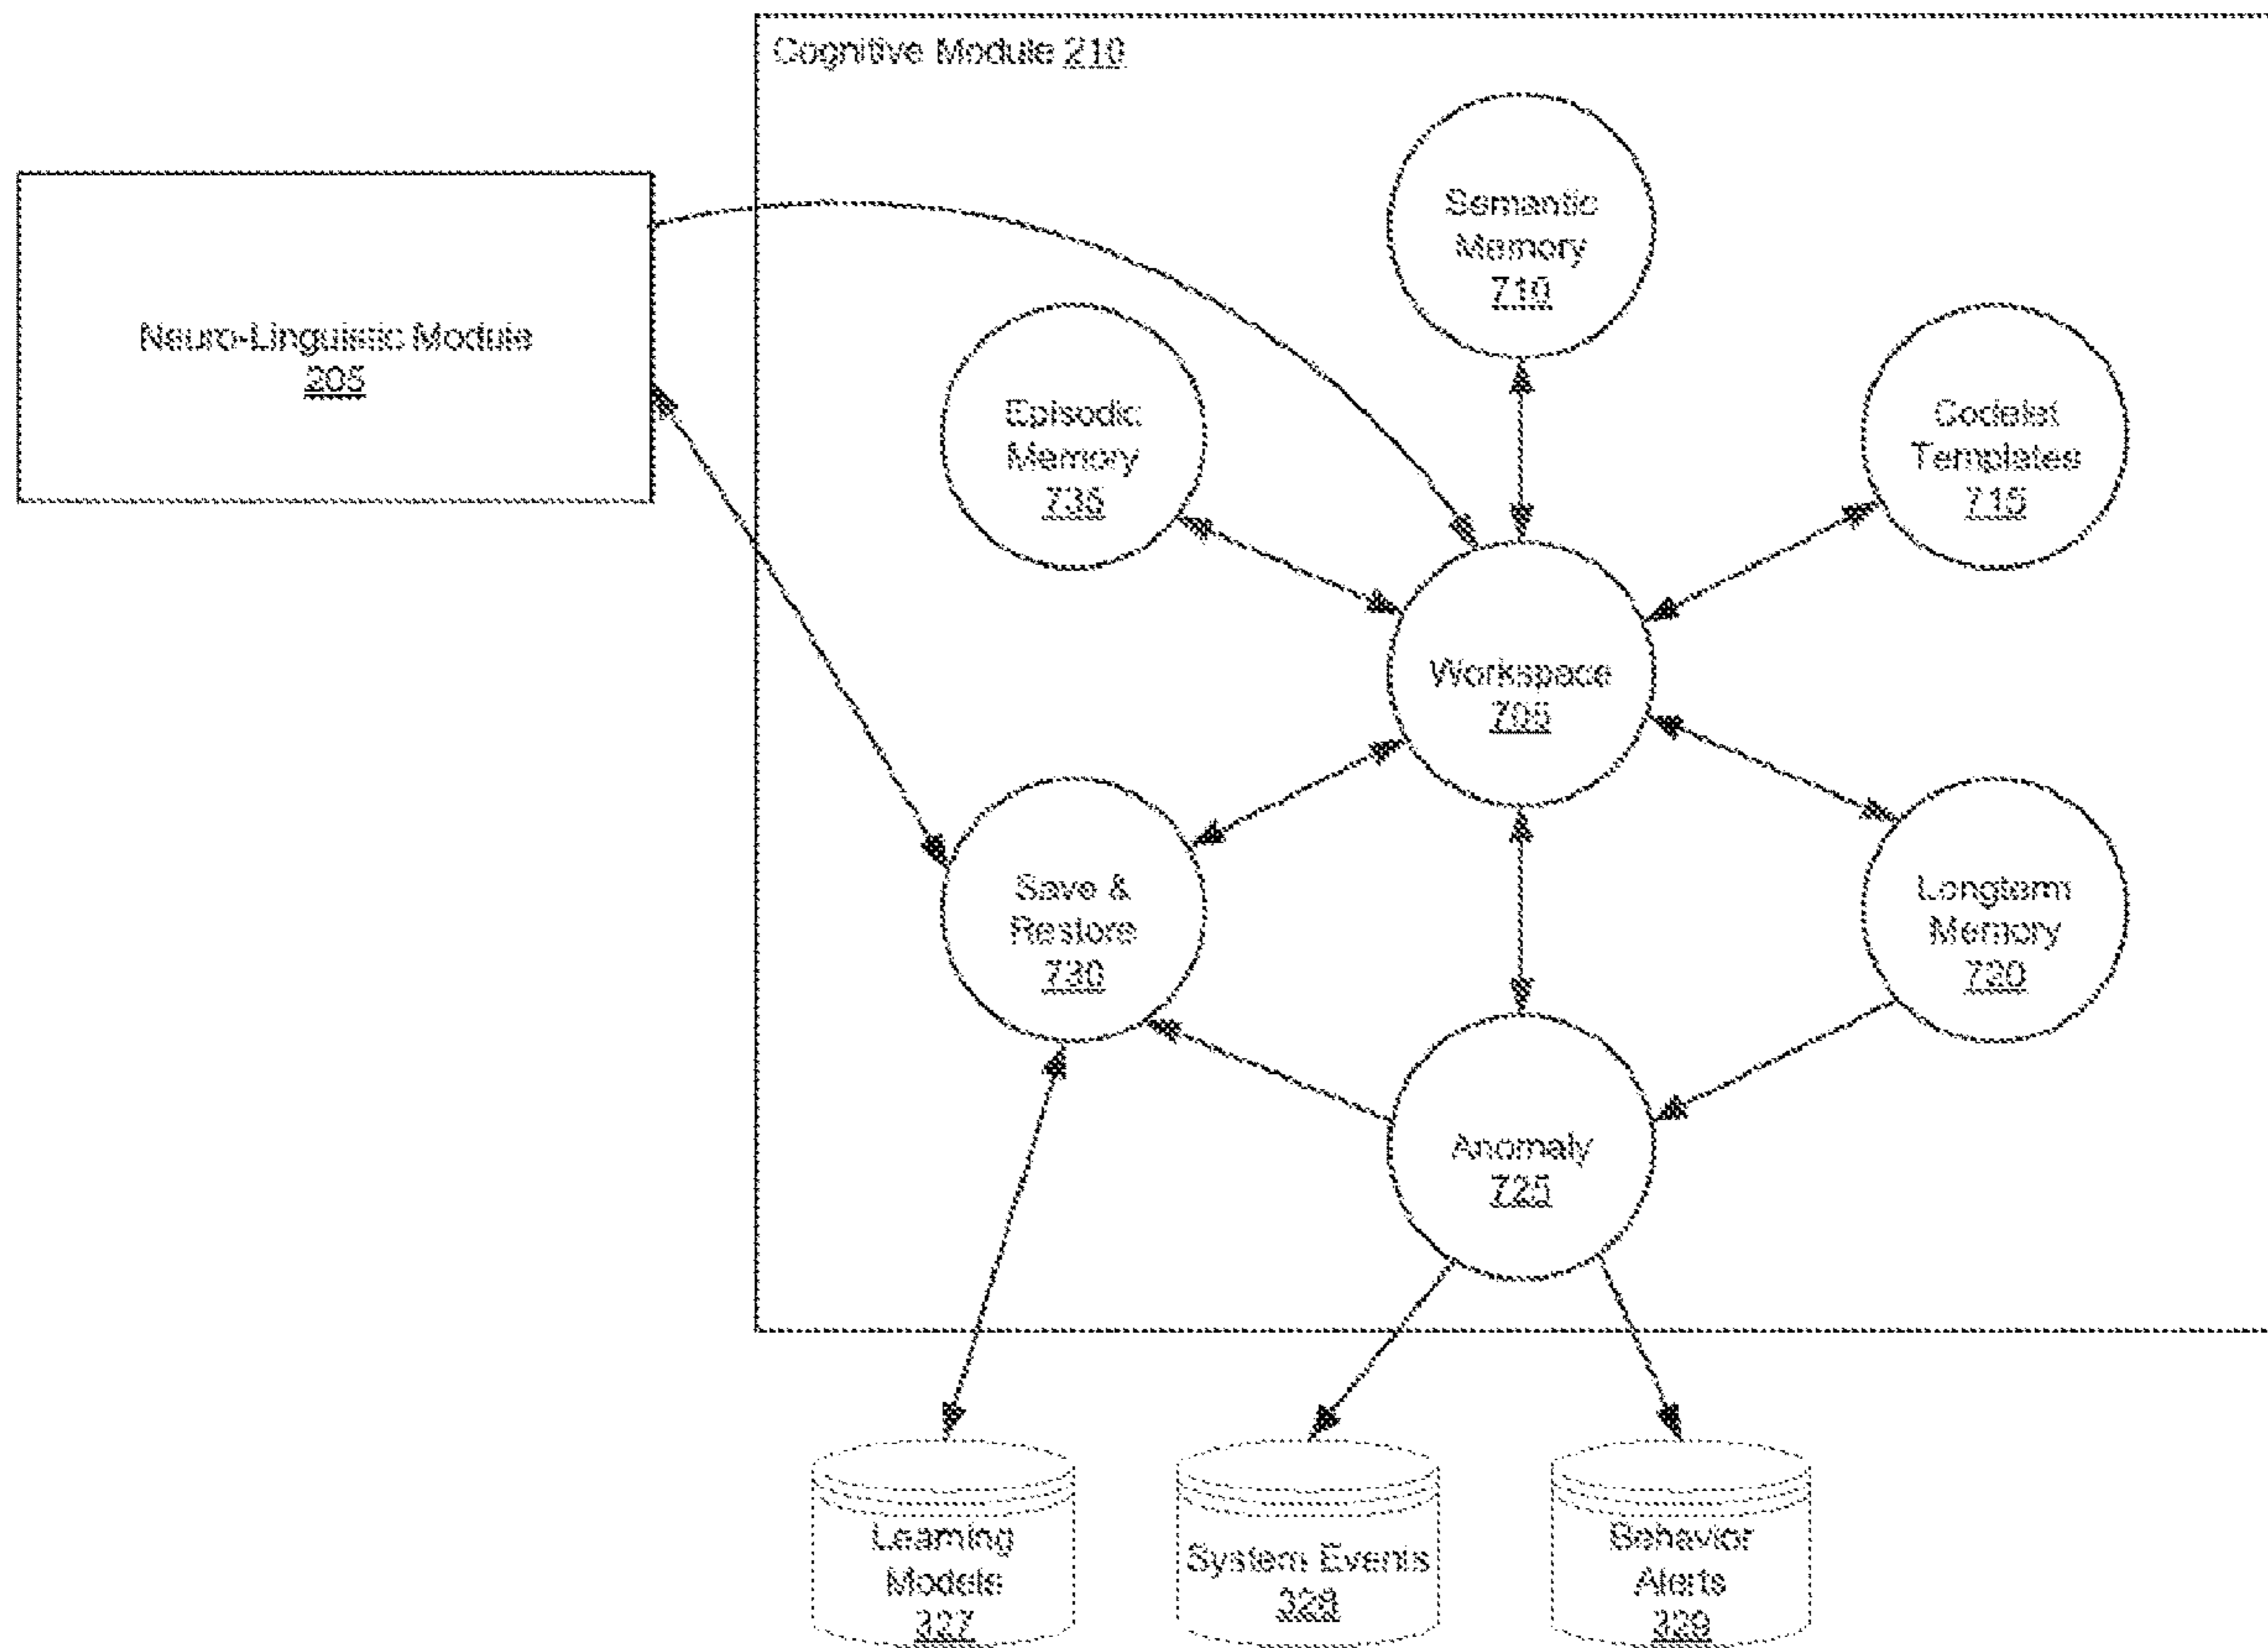 Cognitive Module 210
Semantic
Memory
710
Neuro-Linguistic Module
205
Episodic
Memory
735
Codelet
Templates
715
Workspace
705
Save &
Restore
730
Longterm
Memory
720
Anomaly
725
Learning
Models
327
System Events
328
Behavior
Alerts
329